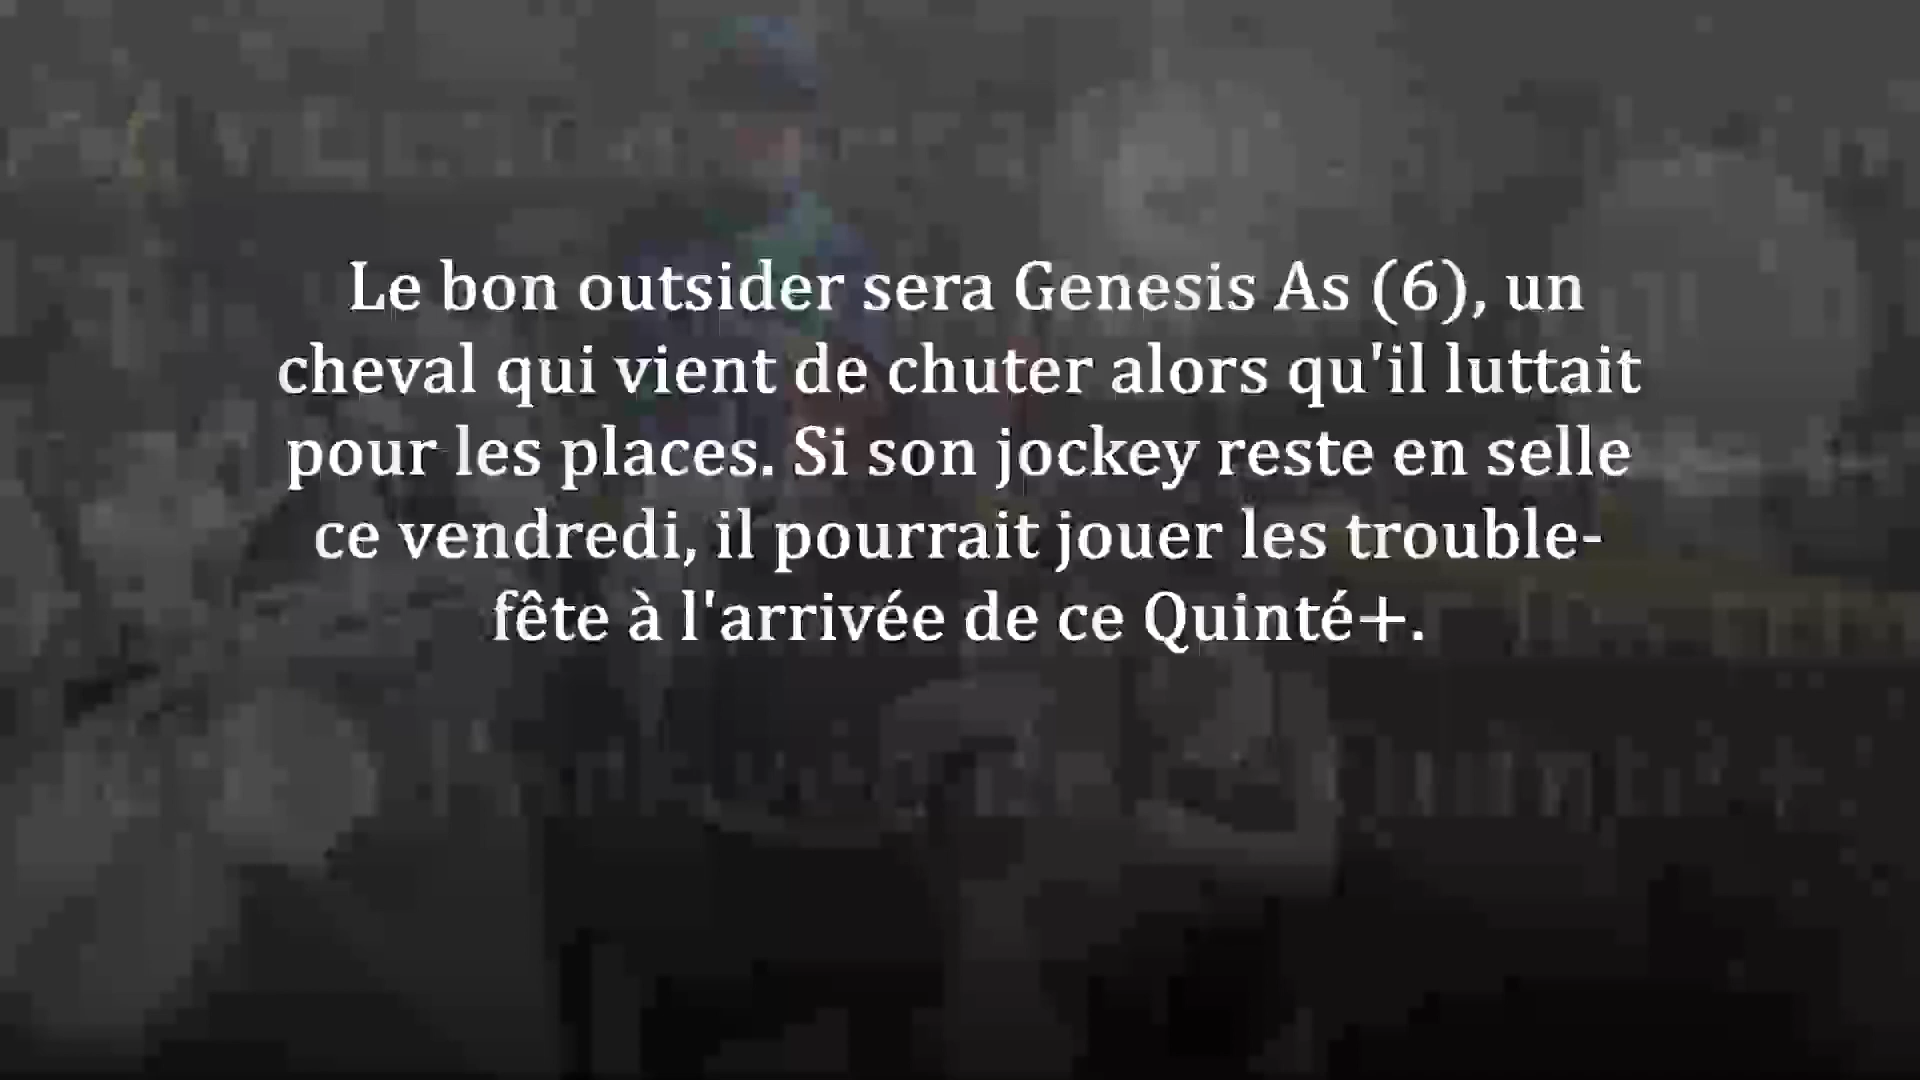 Le bon outsider sera Genesis As (6), un
cheval qui vient de chuter alors qu'il luttait
pour les places. Si son jockey reste en selle
ce vendredi, il pourrait jouer les trouble-
fête à l'arrivée de ce Quinté+.